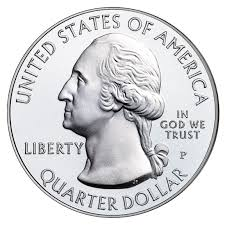 UNITED STATES OF AMERICA
IN
GOD WE
TRUST
LIBERTY
P
QUARTER DOLLAR